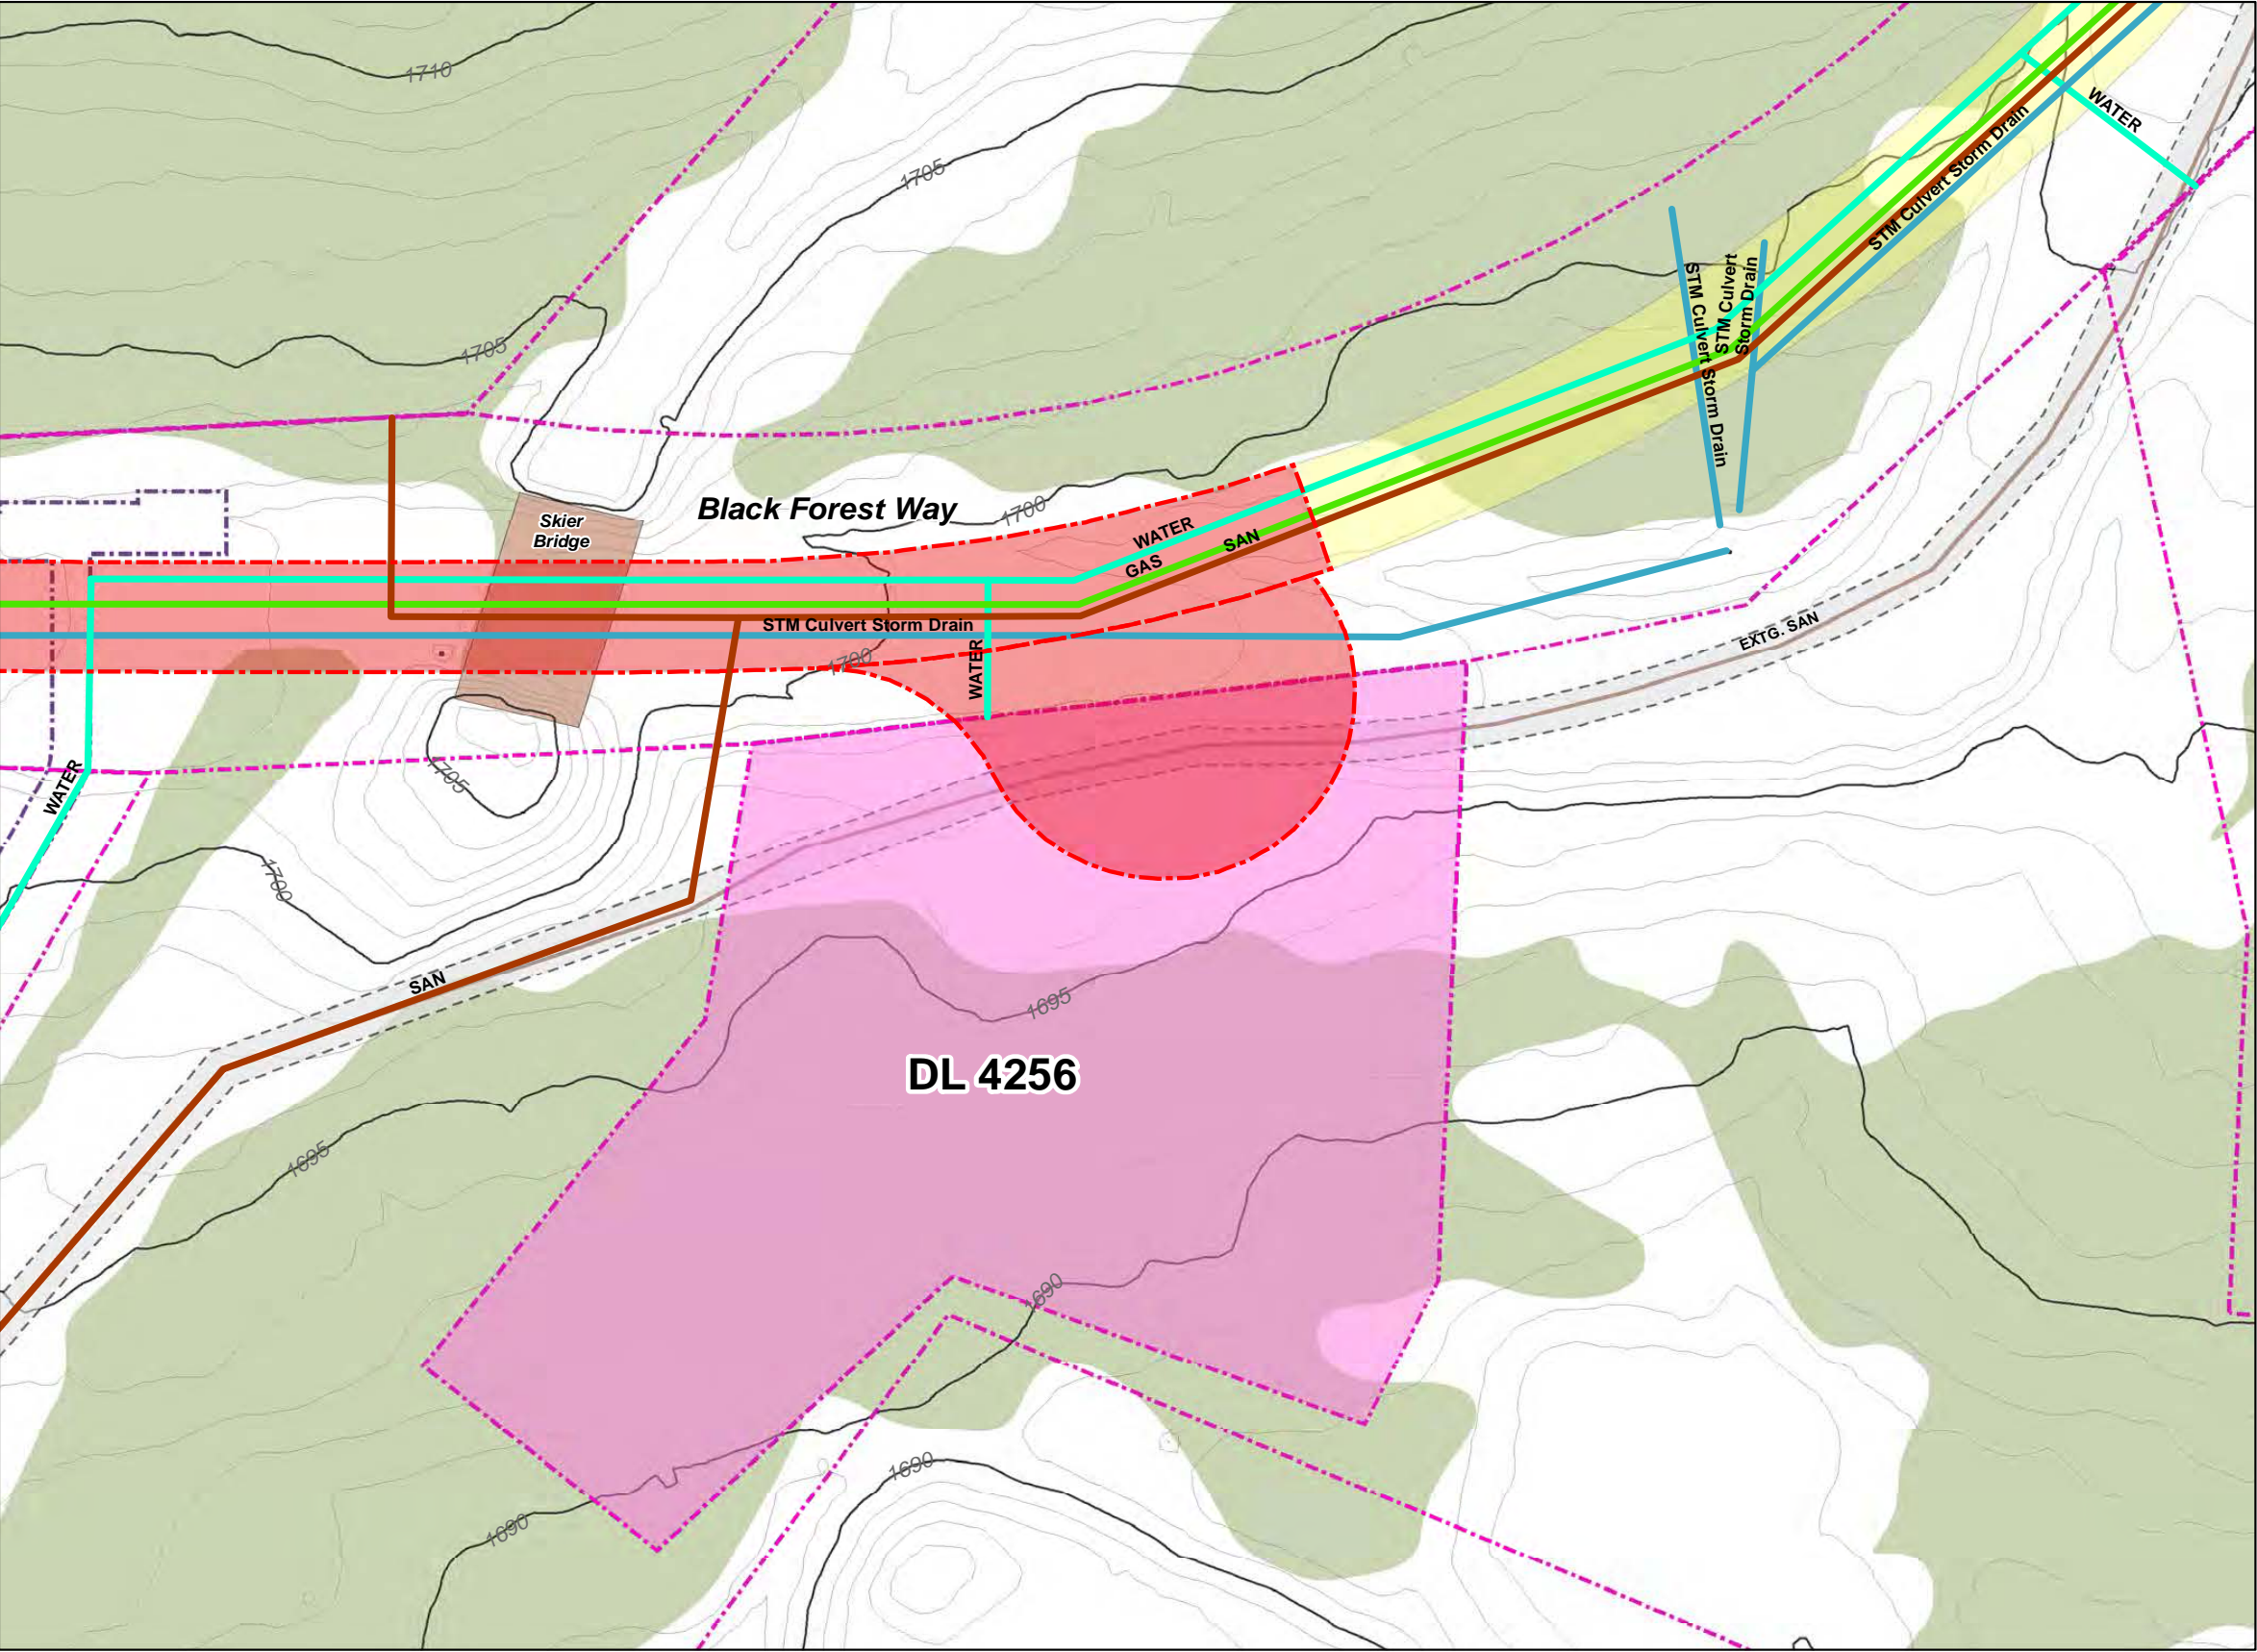 1710
WATER
STM Culvert Storm Drain
1705
STM Culvert
Storm Drain
STM Culvert Storm Drain
1705
Skier
Bridge
Black Forest Way
1700
WATER
GAS
SAN
STM Culvert Storm Drain
EXTG. SAN
1700
WATER
WATER
1705
1700
SAN
1695
DL 4256
1695
1690
1690
1690